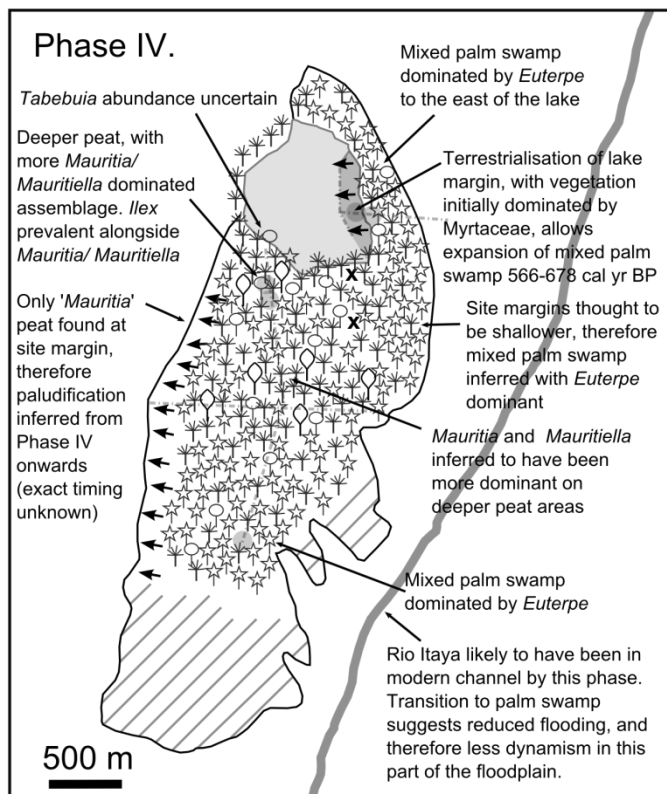 Phase IV.
Tabebuia abundance uncertain
Deeper peat, with
more Mauritia/
Mauritiella dominated
assemblage. Ilex
prevalent alongside
Mauritia/ Mauritiella
Only 'Mauritia'
peat found at
site margin,
therefore
paludification
inferred from
Phase IV
onwards
(exact timing
unknown)
Mixed palm swamp
dominated by Euterpe
to the east of the lake
Terrestrialisation of lake
margin, with vegetation
initially dominated by
Myrtaceae, allows
expansion of mixed palm
swamp 566-678 cal yr BP
Site margins thought to
be shallower, therefore
mixed palm swamp
inferred with Euterpe
dominant
Mauritia and Mauritiella
inferred to have been
more dominant on
deeper peat areas
Mixed palm swamp
dominated by Euterpe
Rio Itaya likely to have been in
modern channel by this phase.
Transition to palm swamp
suggests reduced flooding, and
therefore less dynamism in this
part of the floodplain.
x
x
500 m